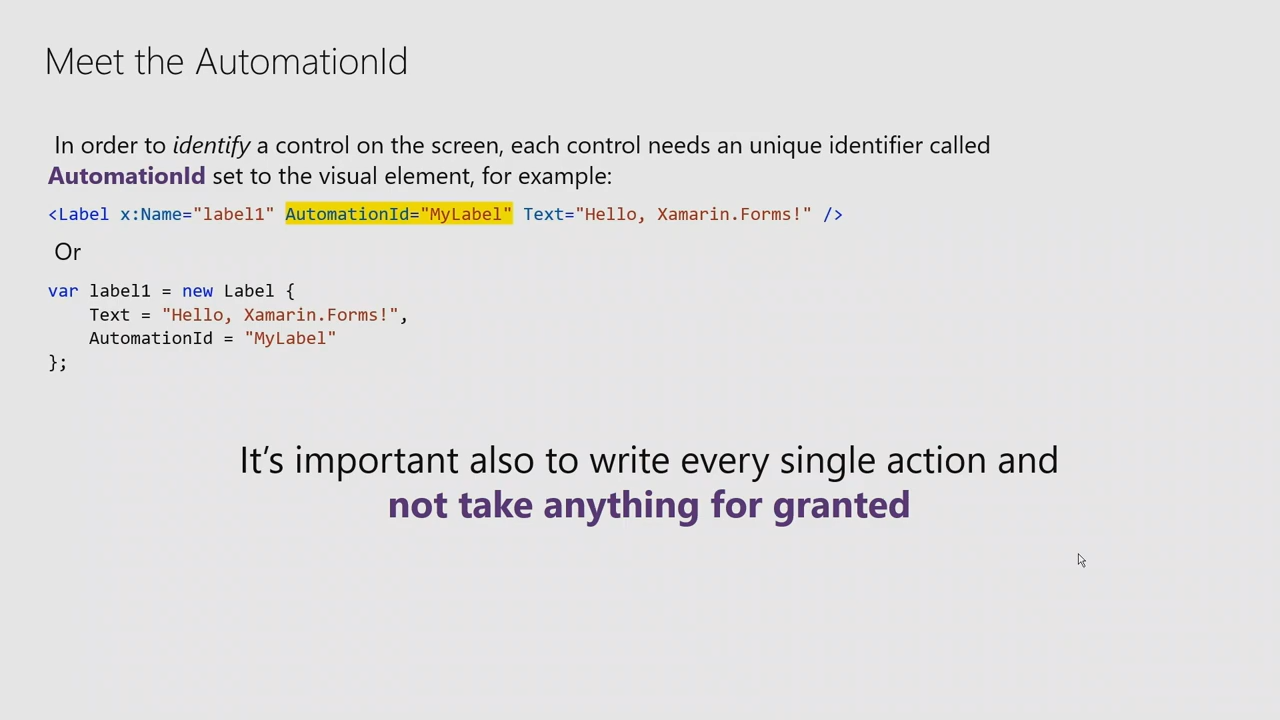 Meet the AutomationId
In order to identify a control on the screen, each control needs an unique identifier called
AutomationId set to the visual element, for example:
<Label x:Name="label1" AutomationId="MyLabel" Text="Hello, Xamarin.Forms!" />
Or
var label1 = new Label {
    Text = "Hello, Xamarin.Forms!",
    AutomationId = "MyLabel"
};
It’s important also to write every single action and
not take anything for granted